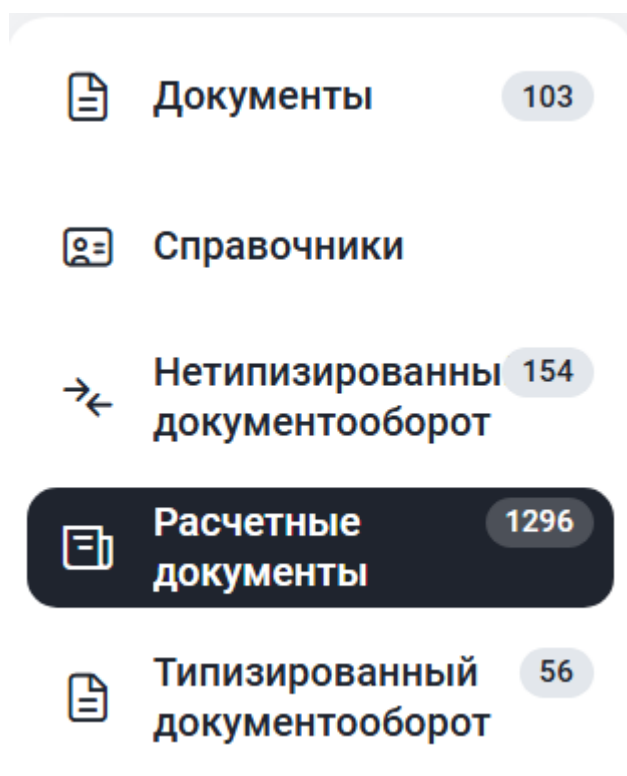 Документы 103
Справочники
Нетипизированны 154
документооборот
Расчетные 1296
документы
Типизированный 56
документооборот